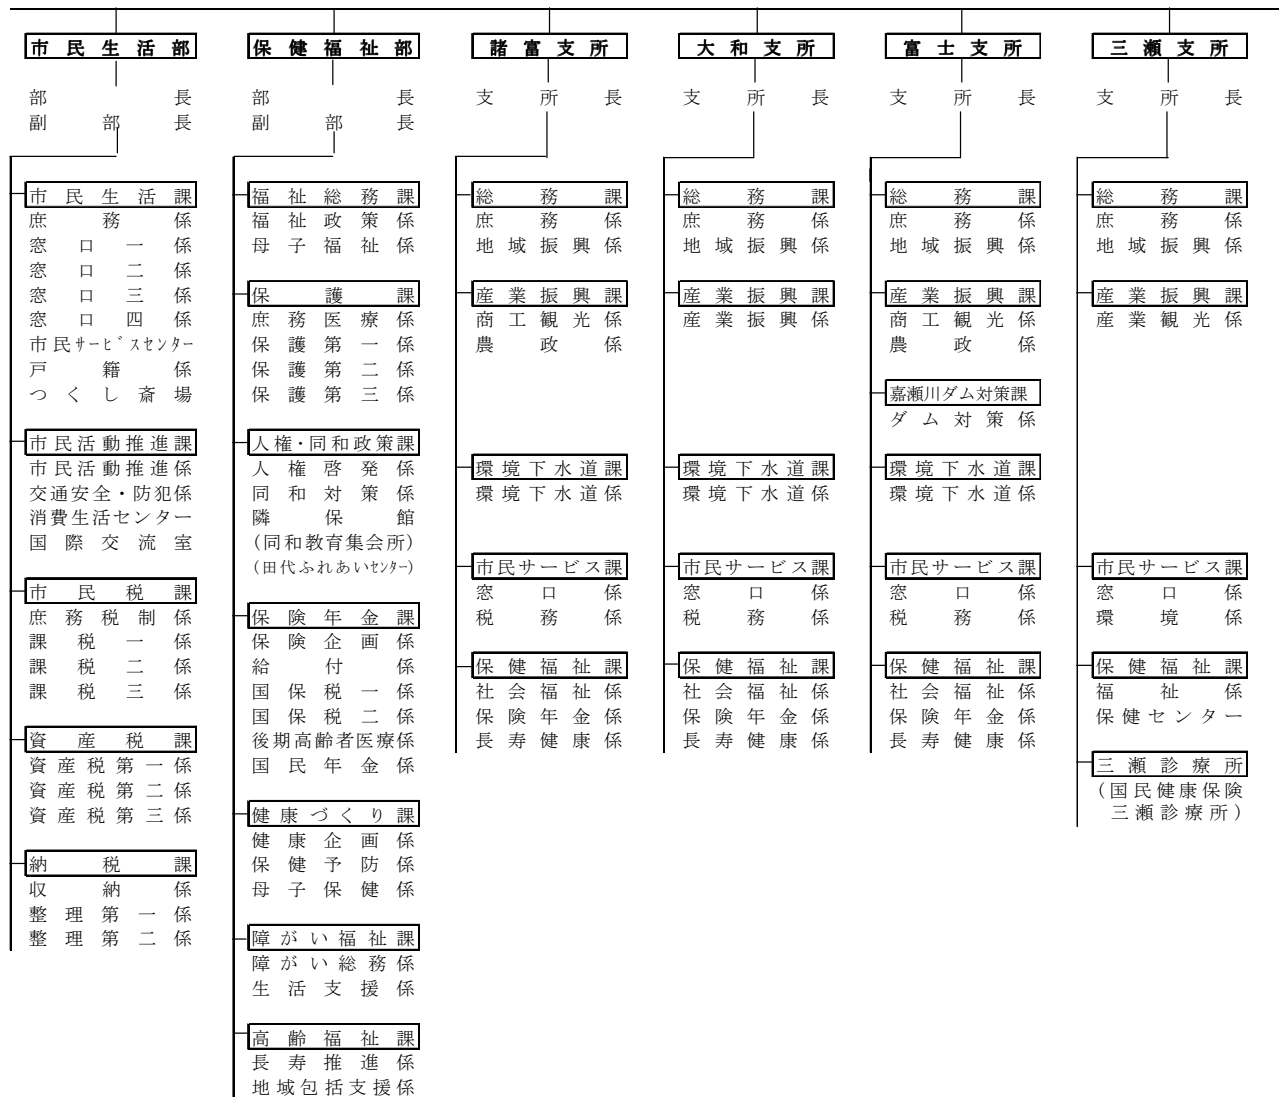 市民生活部
部長
副部長
市民生活課
庶務係
窓口一係
窓口二係
窓口三係
窓口四係
市民サービスセンター
戸籍係
つくし斎場
市民活動推進課
市民活動推進係
交通安全・防犯係
消費生活センター
国際交流室
市民税課
庶務税制係
課税一係
課税二係
課税三係
資産税課
資産税第一係
資産税第二係
資産税第三係
納税課
収納係
整理第一係
整理第二係
保健福祉部
部長
副部長
福祉総務課
福祉政策係
母子福祉係
保護課
庶務医療係
保護第一係
保護第二係
保護第三係
人権・同和政策課
人権啓発係
同和対策係
隣保館
(同和教育集会所)
(田代ふれあいセンター)
保険年金課
保険企画係
給付係
国保税一係
国保税二係
後期高齢者医療係
国民年金係
健康づくり課
健康企画係
保健予防係
母子保健係
障がい福祉課
障がい総務係
生活支援係
高齢福祉課
長寿推進係
地域包括支援係
諸富支所
支所長
総務課
庶務係
地域振興係
産業振興課
商工観光係
農政係
環境下水道課
環境下水道係
市民サービス課
窓口係
税務係
保健福祉課
社会福祉係
保険年金係
長寿健康係
大和支所
支所長
総務課
庶務係
地域振興係
産業振興課
産業振興係
環境下水道課
環境下水道係
市民サービス課
窓口係
税務係
保健福祉課
社会福祉係
保険年金係
長寿健康係
富士支所
支所長
総務課
庶務係
地域振興係
産業振興課
商工観光係
農政係
嘉瀬川ダム対策課
ダム対策係
環境下水道課
環境下水道係
市民サービス課
窓口係
税務係
保健福祉課
社会福祉係
保険年金係
長寿健康係
三瀬支所
支所長
総務課
庶務係
地域振興係
産業振興課
産業観光係
市民サービス課
窓口係
環境係
保健福祉課
福祉係
保健センター
三瀬診療所
(国民健康保険
三瀬診療所)